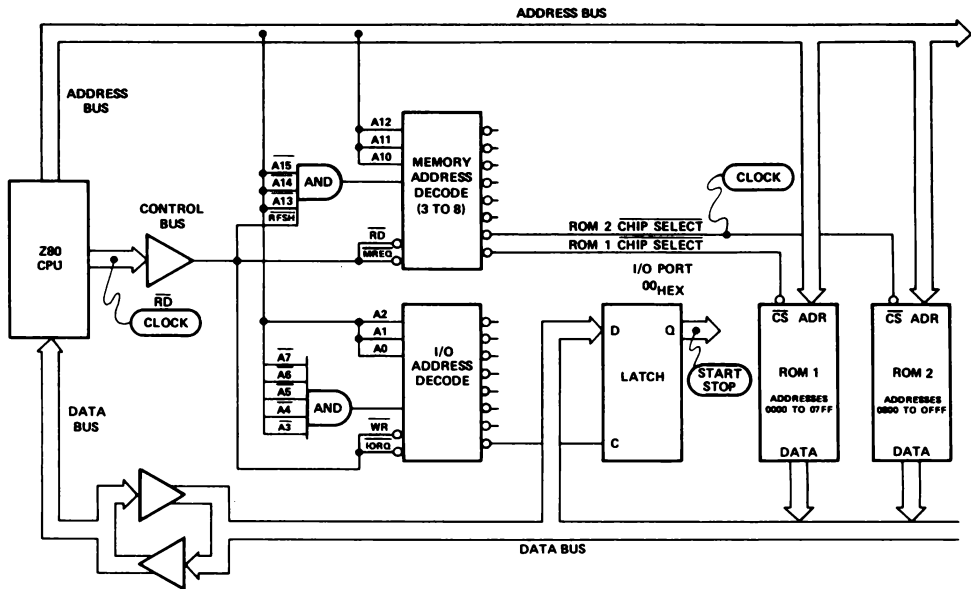 ADDRESS BUS
ADDRESS
BUS
A12
A11
A10
MEMORY
ADDRESS
DECODE
(3 TO 8)
A15
A14
A13
RFSH
AND
CLOCK
Z80
CPU
CONTROL
BUS
RD
MREQ
ROM 2 CHIP SELECT
ROM 1 CHIP SELECT
RD
CLOCK
I/O PORT
00HEX
A2
A1
A0
I/O
ADDRESS
DECODE
D
Q
LATCH
C
START
STOP
CS ADR
ROM 1
ADDRESSES
0000 TO 07FF
DATA
CS ADR
ROM 2
ADDRESSES
0800 TO OFFF
DATA
A7
A6
A5
A4
A3
AND
WR
IORQ
DATA
BUS
DATA BUS